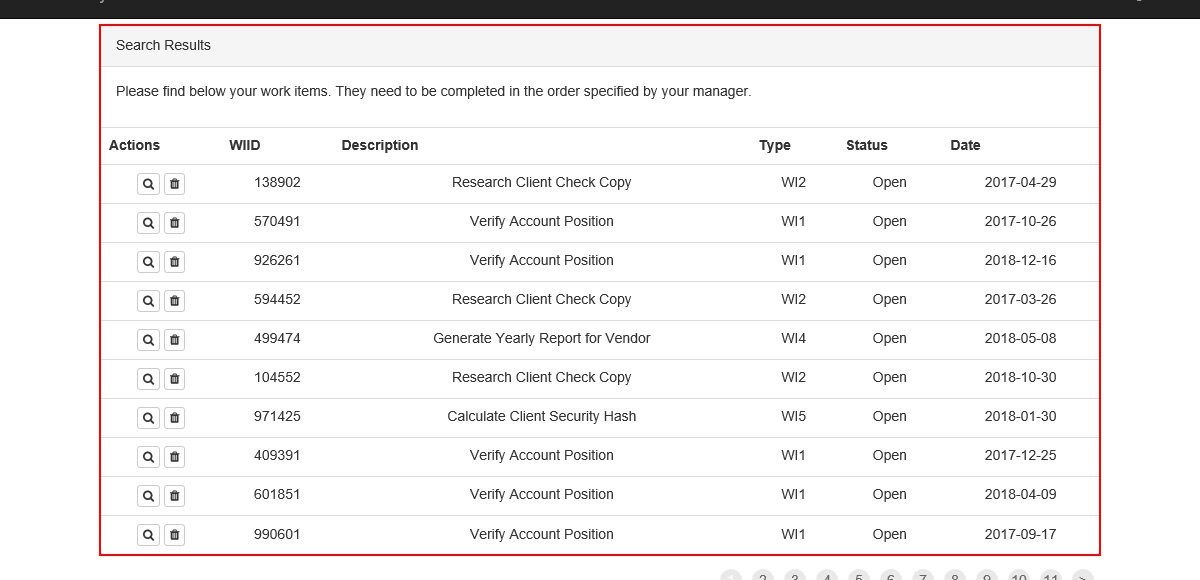 Search Results
Please find below your work items. They need to be completed in the order specified by your manager.
Actions WIID Description Type Status Date
138902 Research Client Check Copy WI2 Open 2017-04-29
570491 Verify Account Position WI1 Open 2017-10-26
926261 Verify Account Position WI1 Open 2018-12-16
594452 Research Client Check Copy WI2 Open 2017-03-26
499474 Generate Yearly Report for Vendor WI4 Open 2018-05-08
104552 Research Client Check Copy WI2 Open 2018-10-30
971425 Calculate Client Security Hash WI5 Open 2018-01-30
409391 Verify Account Position WI1 Open 2017-12-25
601851 Verify Account Position WI1 Open 2018-04-09
990601 Verify Account Position WI1 Open 2017-09-17
1 2 3 4 5 6 7 8 9 10 11 >